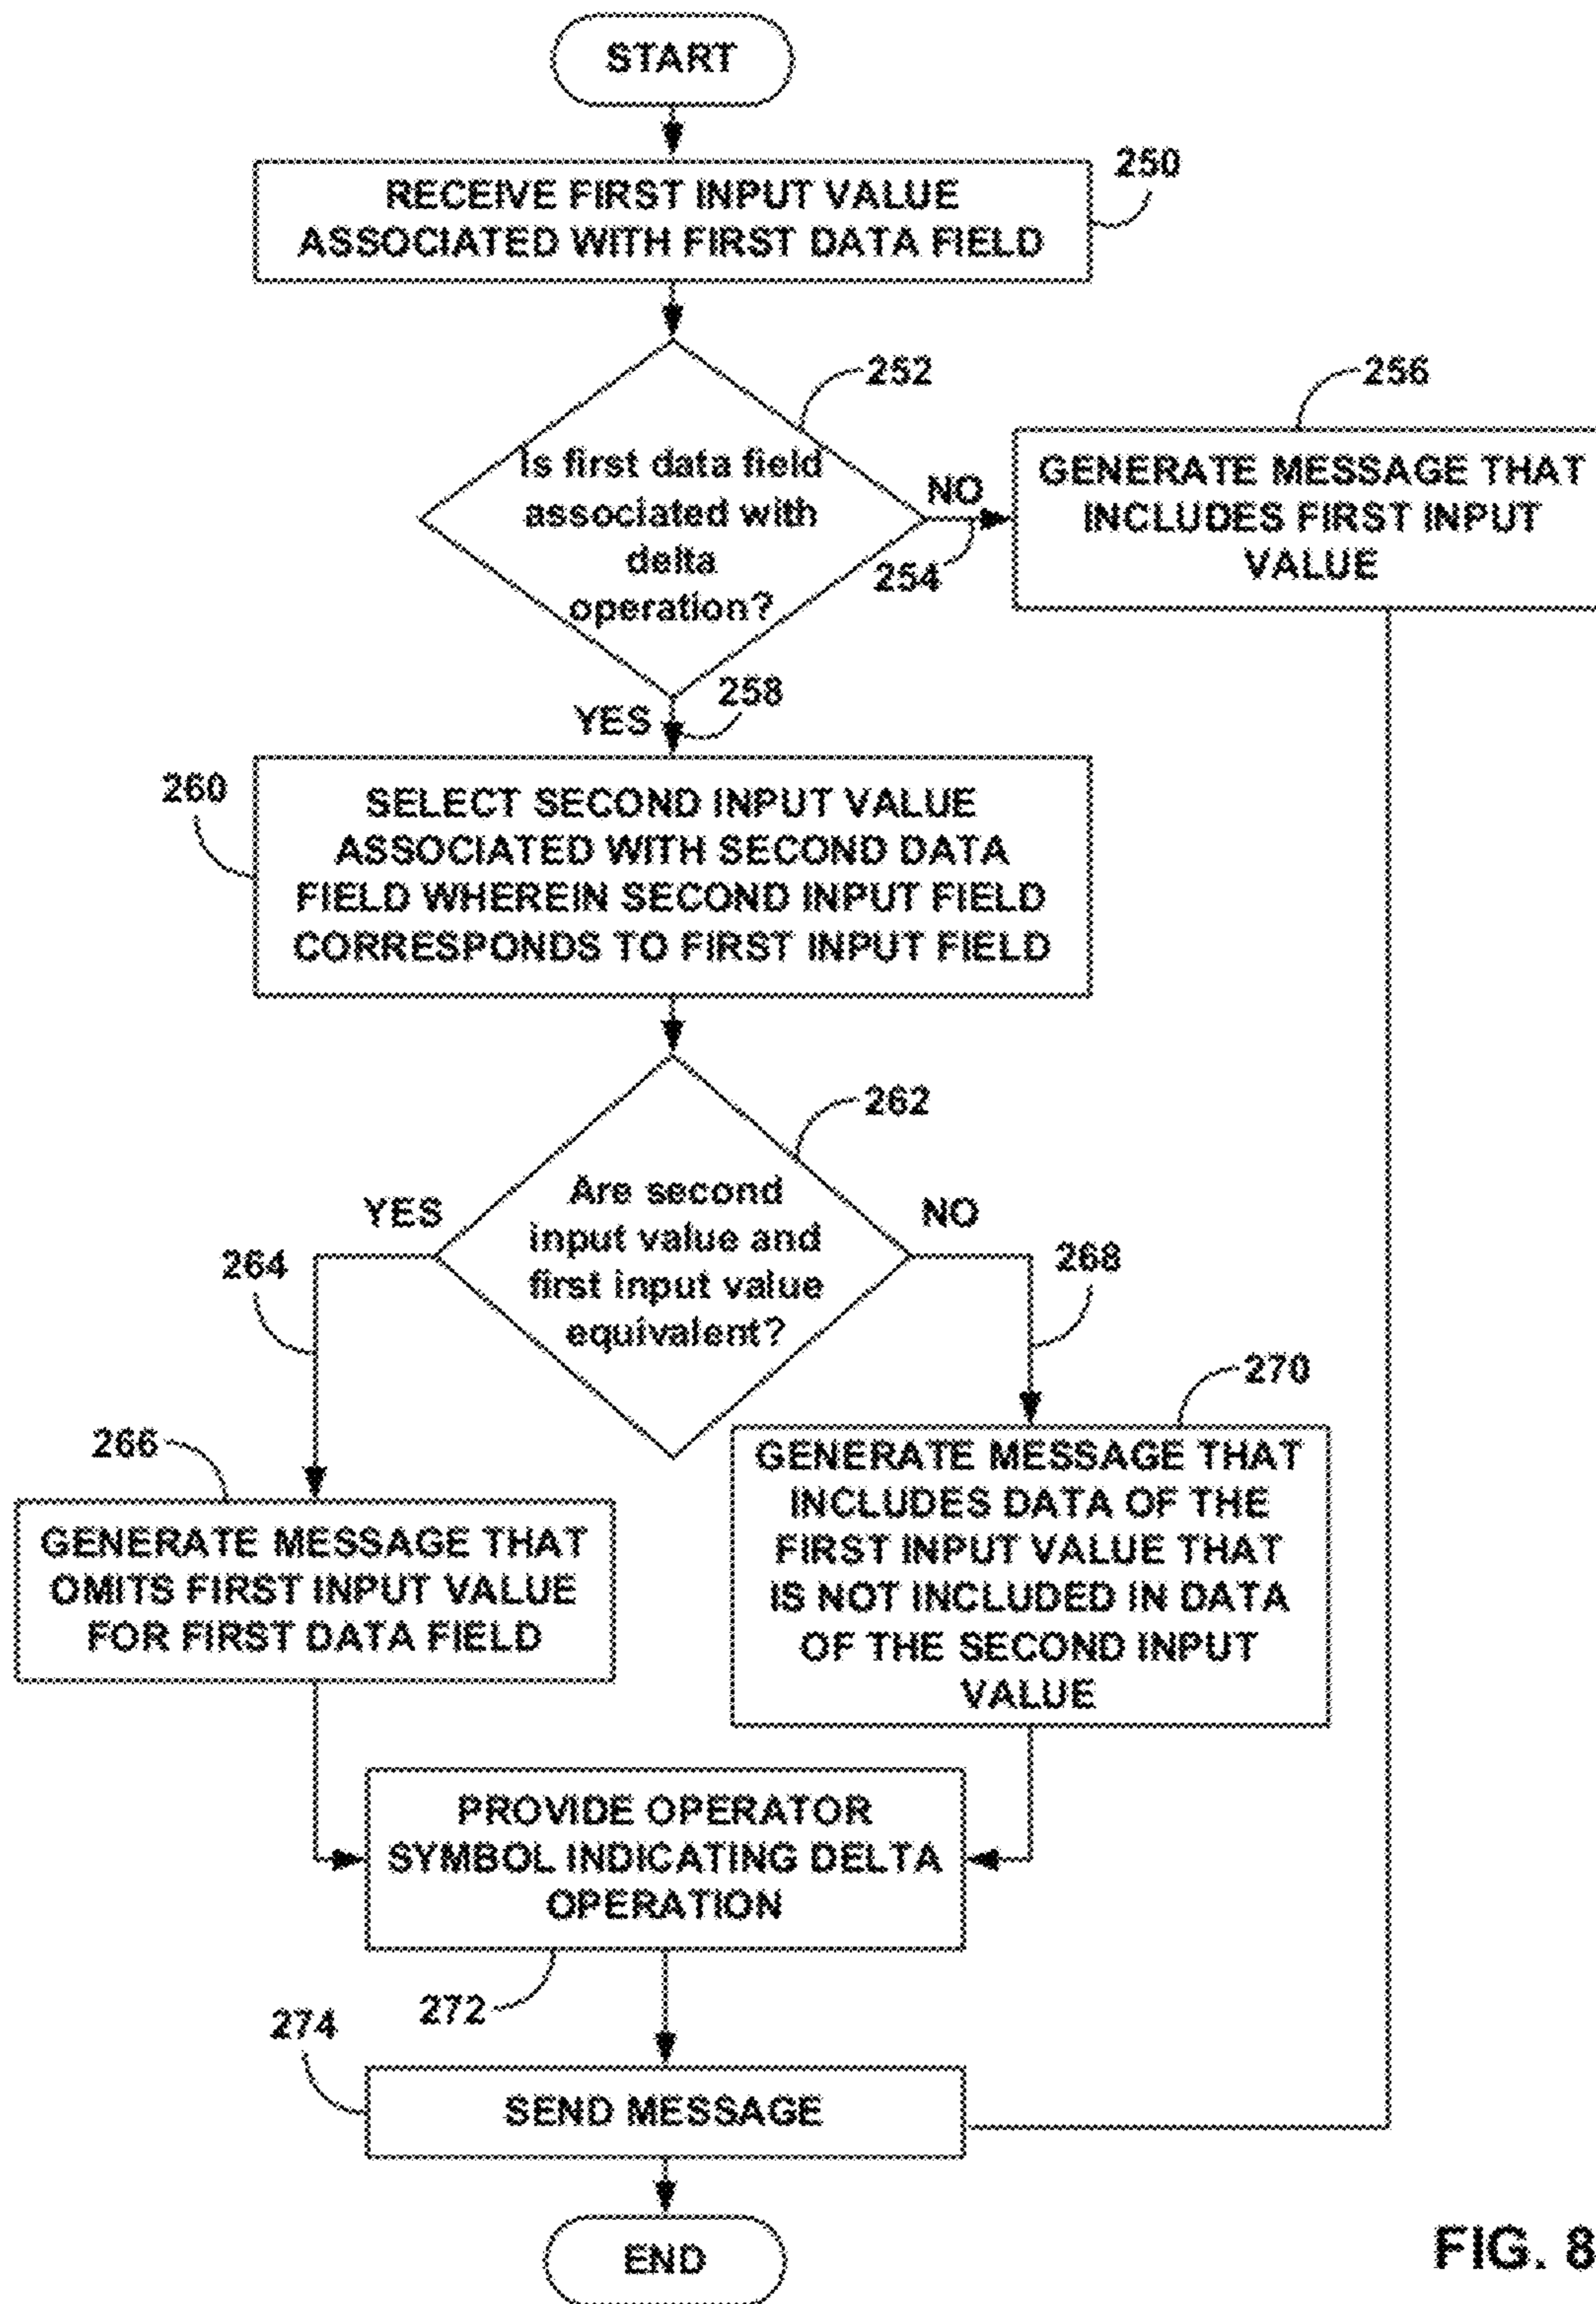 START
RECEIVE FIRST INPUT VALUE
ASSOCIATED WITH FIRST DATA FIELD
250
252
Is first data field
associated with
delta
operation?
NO
254
256
GENERATE MESSAGE THAT
INCLUDES FIRST INPUT
VALUE
YES
258
260
SELECT SECOND INPUT VALUE
ASSOCIATED WITH SECOND DATA
FIELD WHEREIN SECOND INPUT FIELD
CORRESPONDS TO FIRST INPUT FIELD
262
Are second
input value and
first input value
equivalent?
YES
264
NO
268
266
GENERATE MESSAGE THAT
OMITS FIRST INPUT VALUE
FOR FIRST DATA FIELD
270
GENERATE MESSAGE THAT
INCLUDES DATA OF THE
FIRST INPUT VALUE THAT
IS NOT INCLUDED IN DATA
OF THE SECOND INPUT
VALUE
PROVIDE OPERATOR
SYMBOL INDICATING DELTA
OPERATION
272
274
SEND MESSAGE
END
FIG. 8